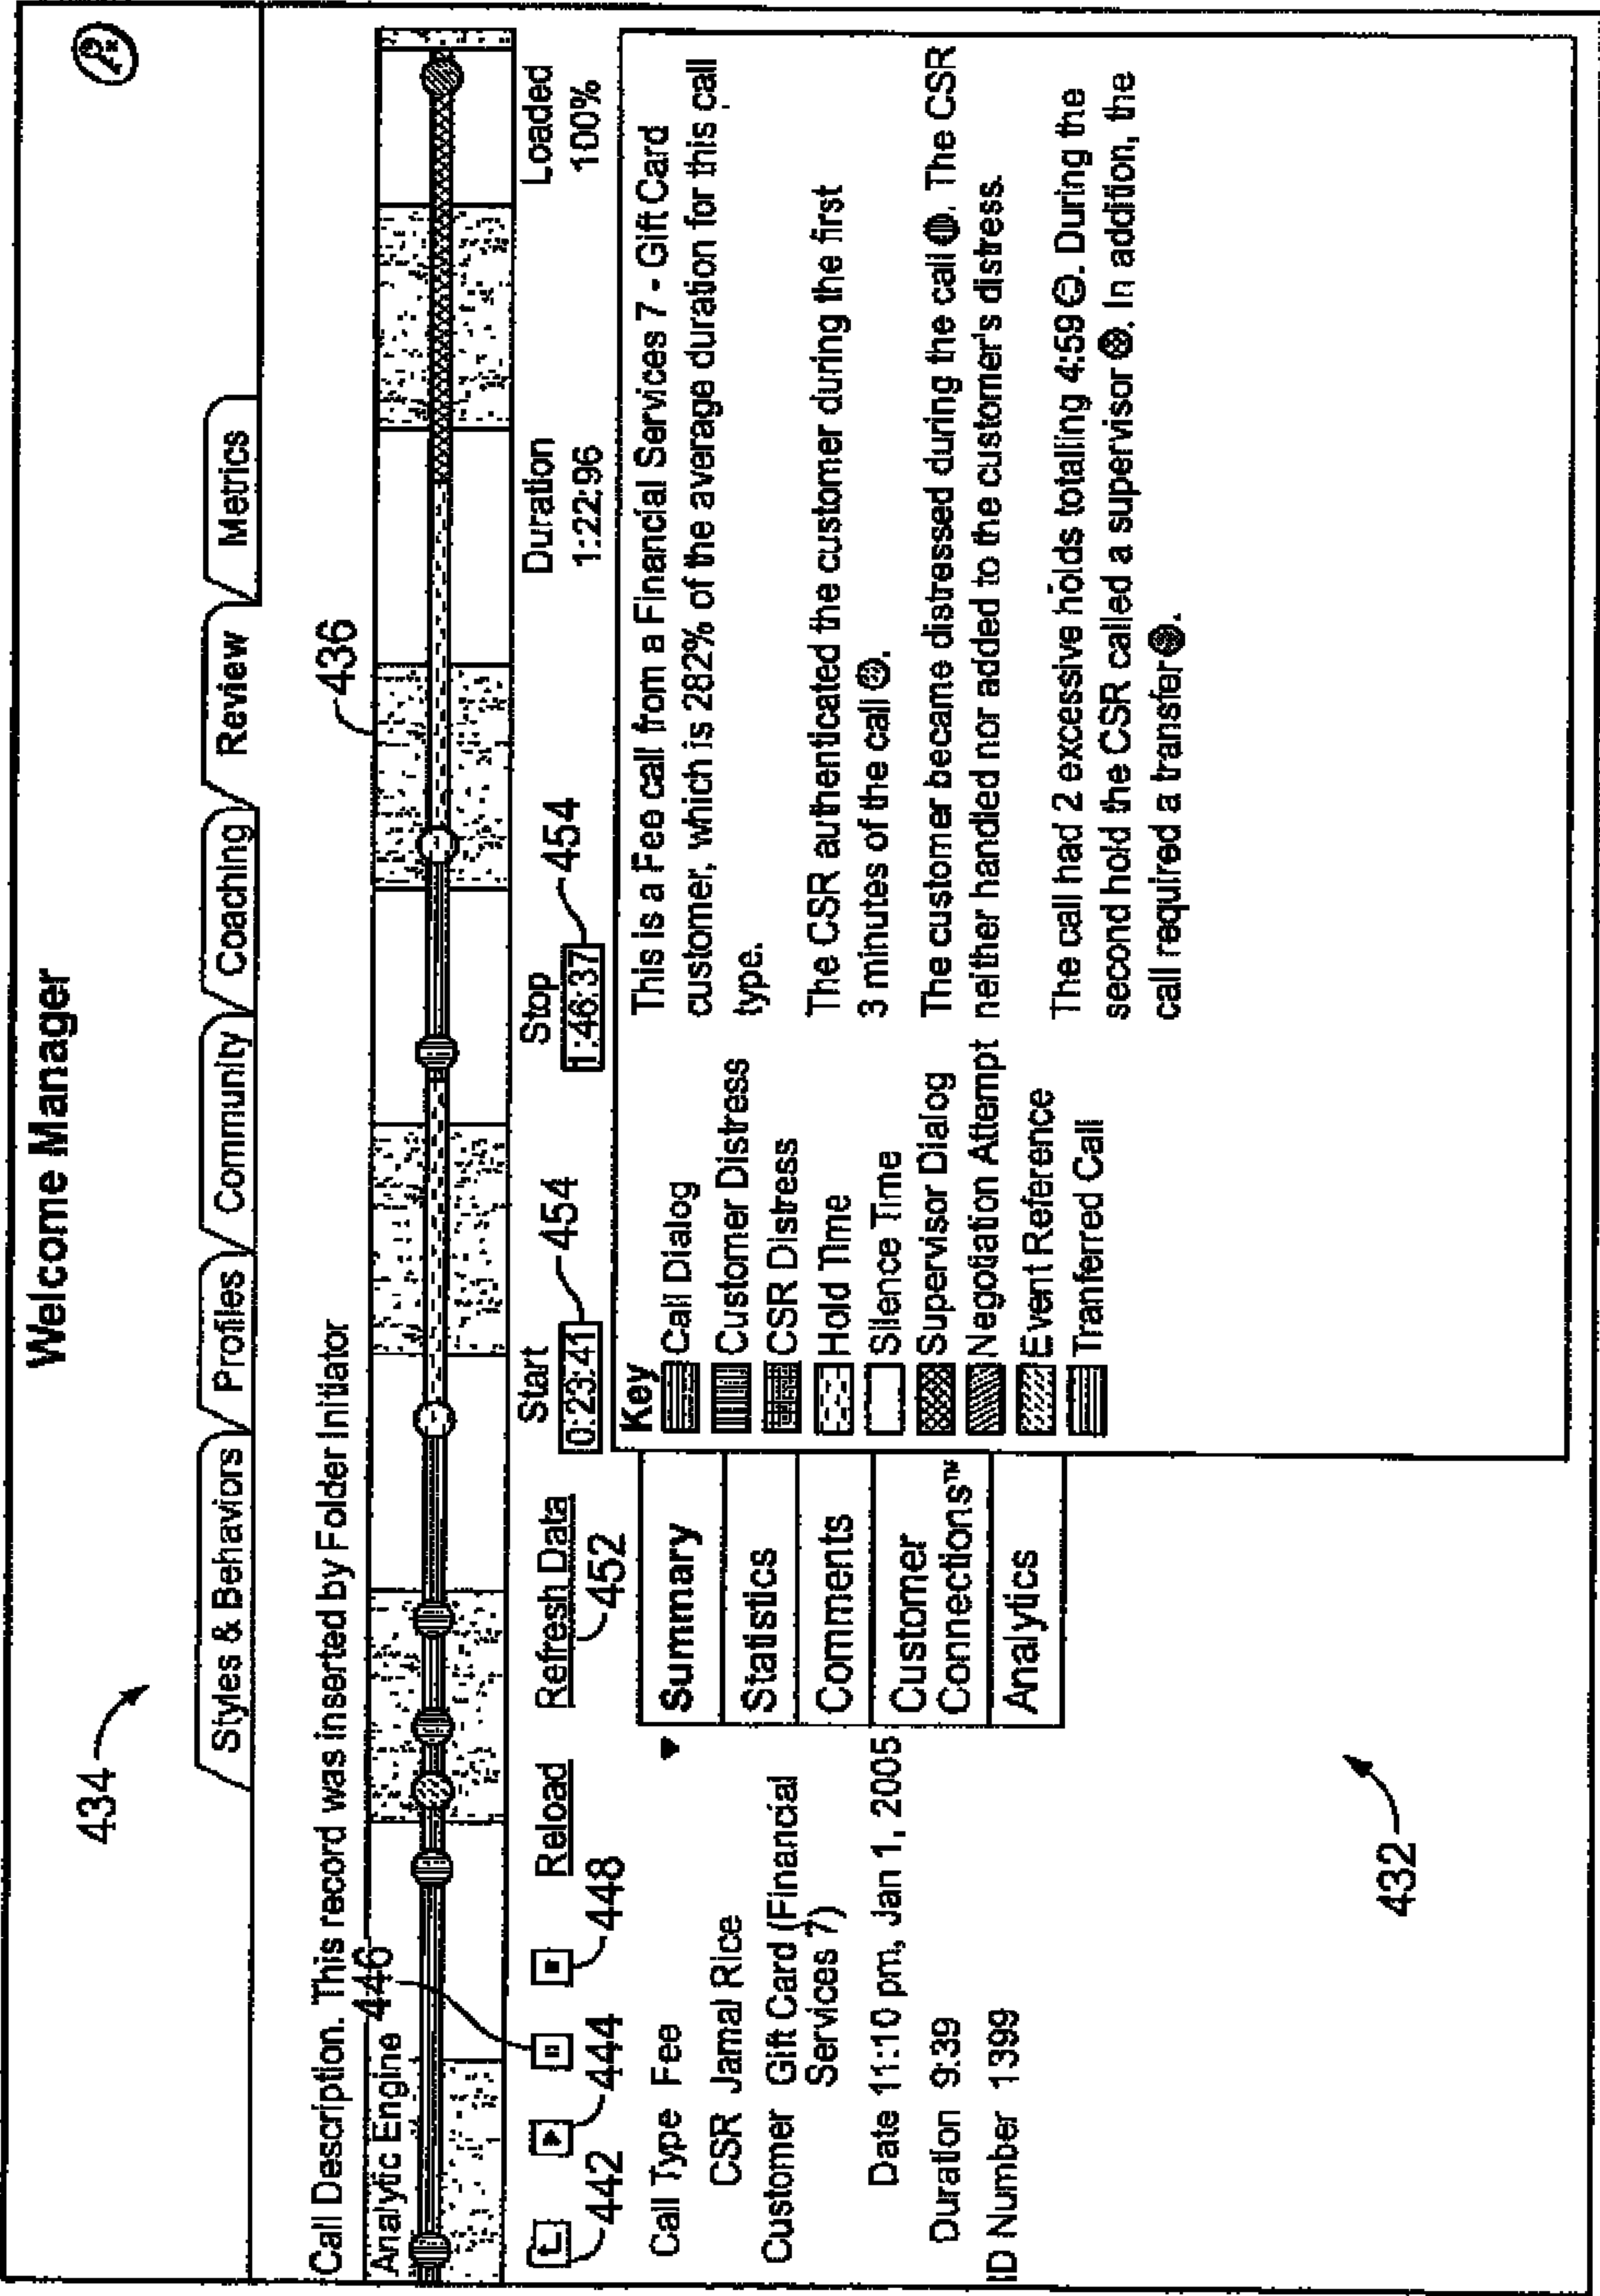 Welcome Manager
434
Styles & Behaviors
Profiles
Community
Coaching
Review
Metrics
Call Description. This record was inserted by Folder Initiator
436
446
Analytic Engine
Reload
Refresh Data
Start
0:23:41
454
Stop
1:46:37
454
Duration
1:22:96
Loaded
100%
442
444
448
452
Call Type Fee
CSR Jamal Rice
Customer Gift Card (Financial
Services 7)
Date 11:10 pm, Jan 1, 2005
Duration 9:39
ID Number 1399
Summary
Statistics
Comments
Customer
Connections™
Analytics
Key
Call Dialog
Customer Distress
CSR Distress
Hold Time
Silence Time
Supervisor Dialog
Negotiation Attempt
Event Reference
Tranferred Call
This is a Fee call from a Financial Services 7 - Gift Card
customer, which is 282% of the average duration for this call
type.
The CSR authenticated the customer during the first
3 minutes of the call.
The customer became distressed during the call. The CSR
neither handled nor added to the customer's distress.
The call had 2 excessive holds totalling 4:59. During the
second hold the CSR called a supervisor. In addition, the
call required a transfer.
432